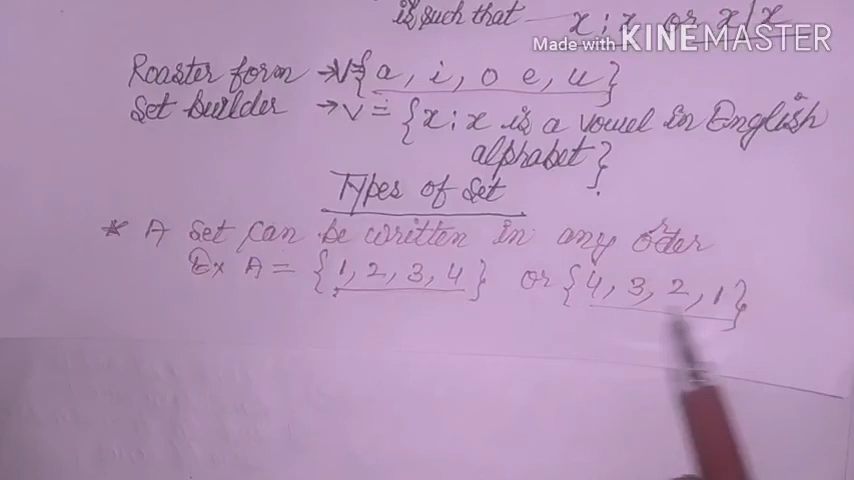 is such that x : x or x / x
Made with KINEMASTER
Roaster form → V = { a, i, o e, u }
Set builder → V = { x : x is a vowel in English
alphabet }
Types of Set
* A Set can be written in any order
Ex A = { 1, 2, 3, 4 } or { 4, 3, 2, 1 }